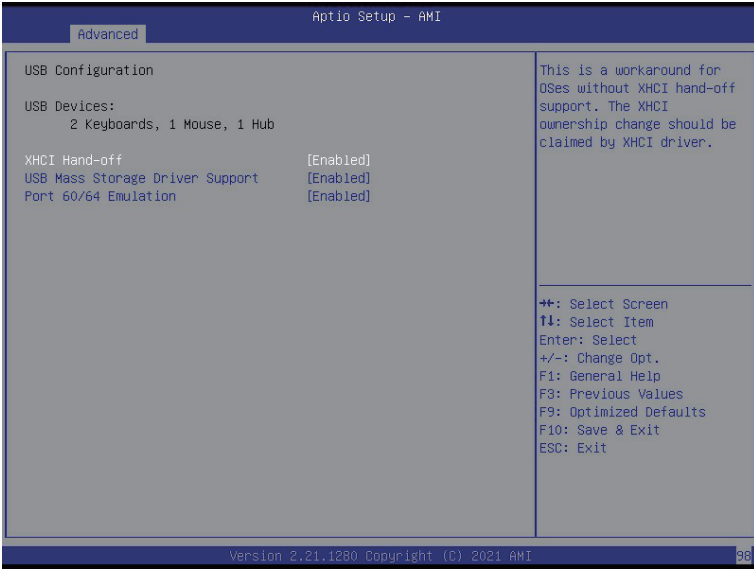 Aptio Setup – AMI
Advanced
USB Configuration
USB Devices:
2 Keyboards, 1 Mouse, 1 Hub
XHCI Hand-off [Enabled]
USB Mass Storage Driver Support [Enabled]
Port 60/64 Emulation [Enabled]
This is a workaround for
OSes without XHCI hand-off
support. The XHCI
ownership change should be
claimed by XHCI driver.
→←: Select Screen
↑↓: Select Item
Enter: Select
+/-: Change Opt.
F1: General Help
F3: Previous Values
F9: Optimized Defaults
F10: Save & Exit
ESC: Exit
Version 2.21.1280 Copyright (C) 2021 AMI
98